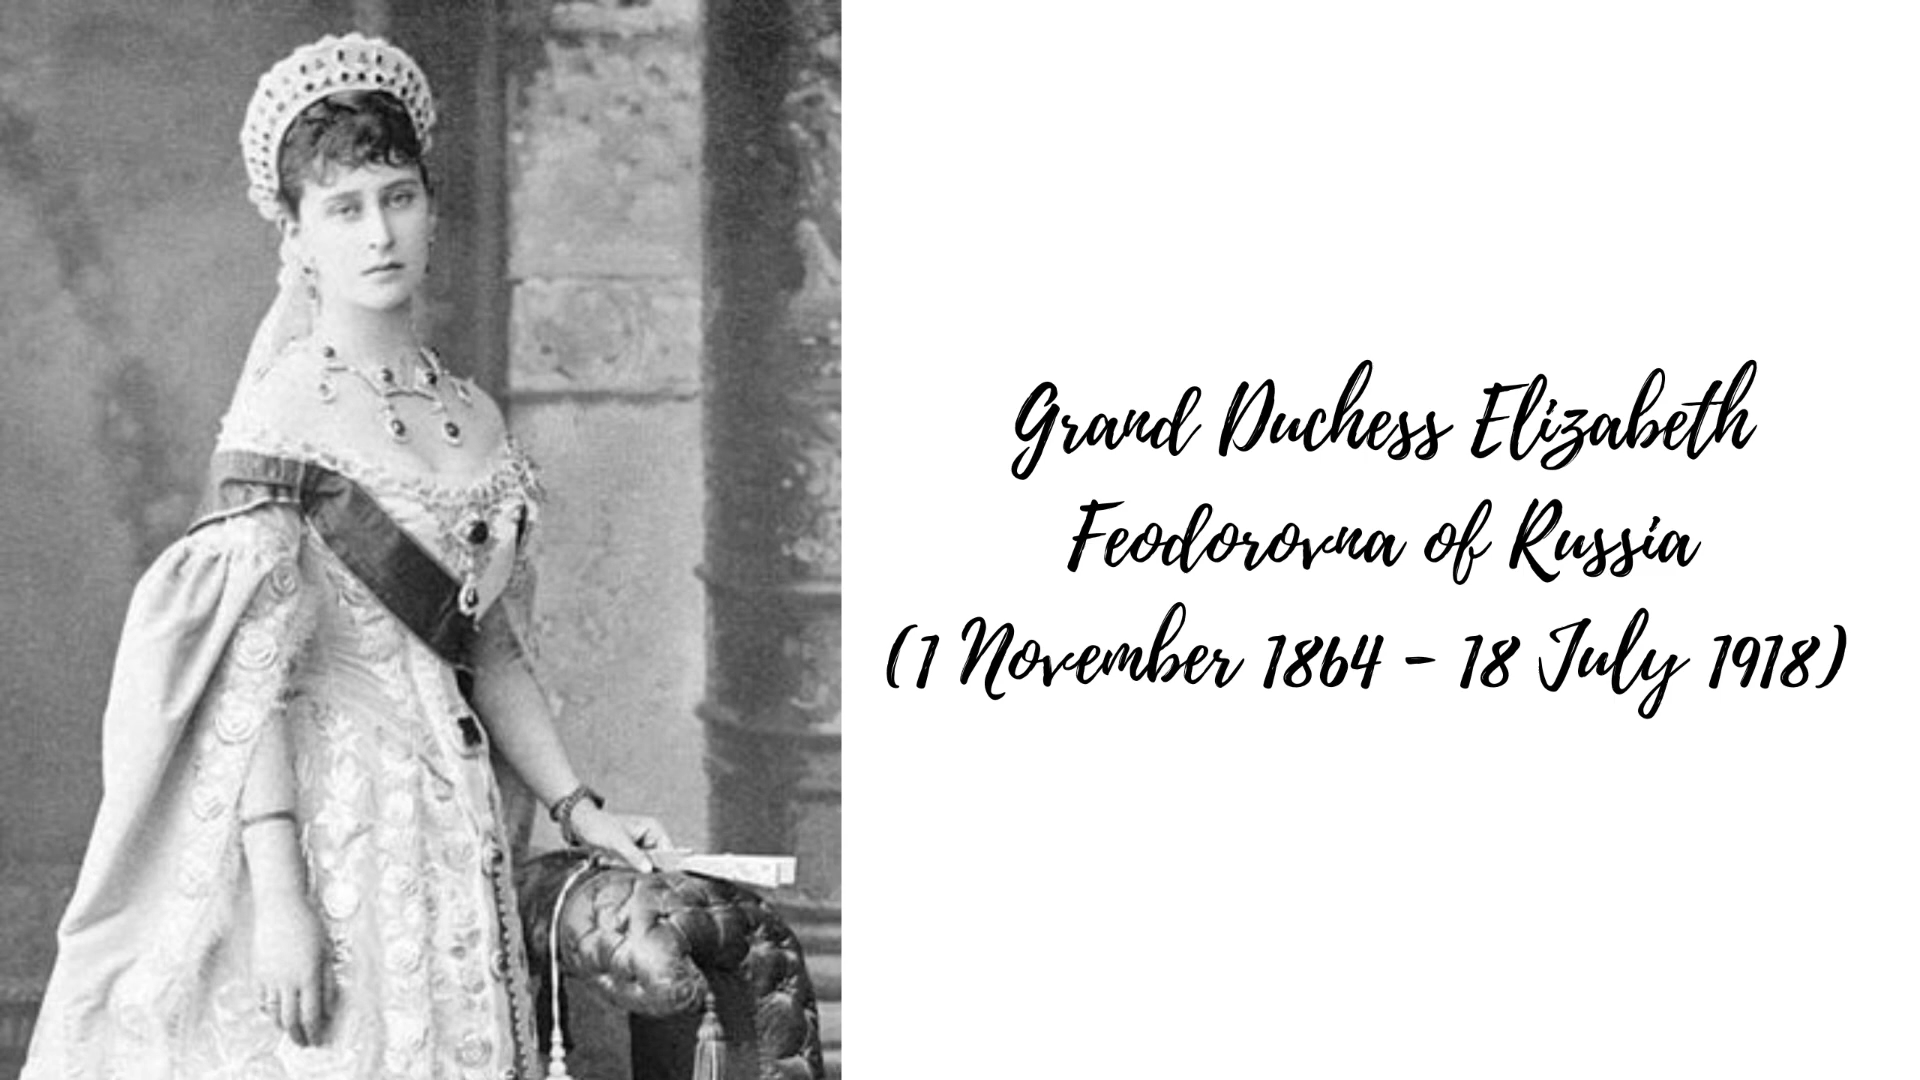 Grand Duchess Elizabeth
Feodorovna of Russia
(1 November 1864 - 18 July 1918)